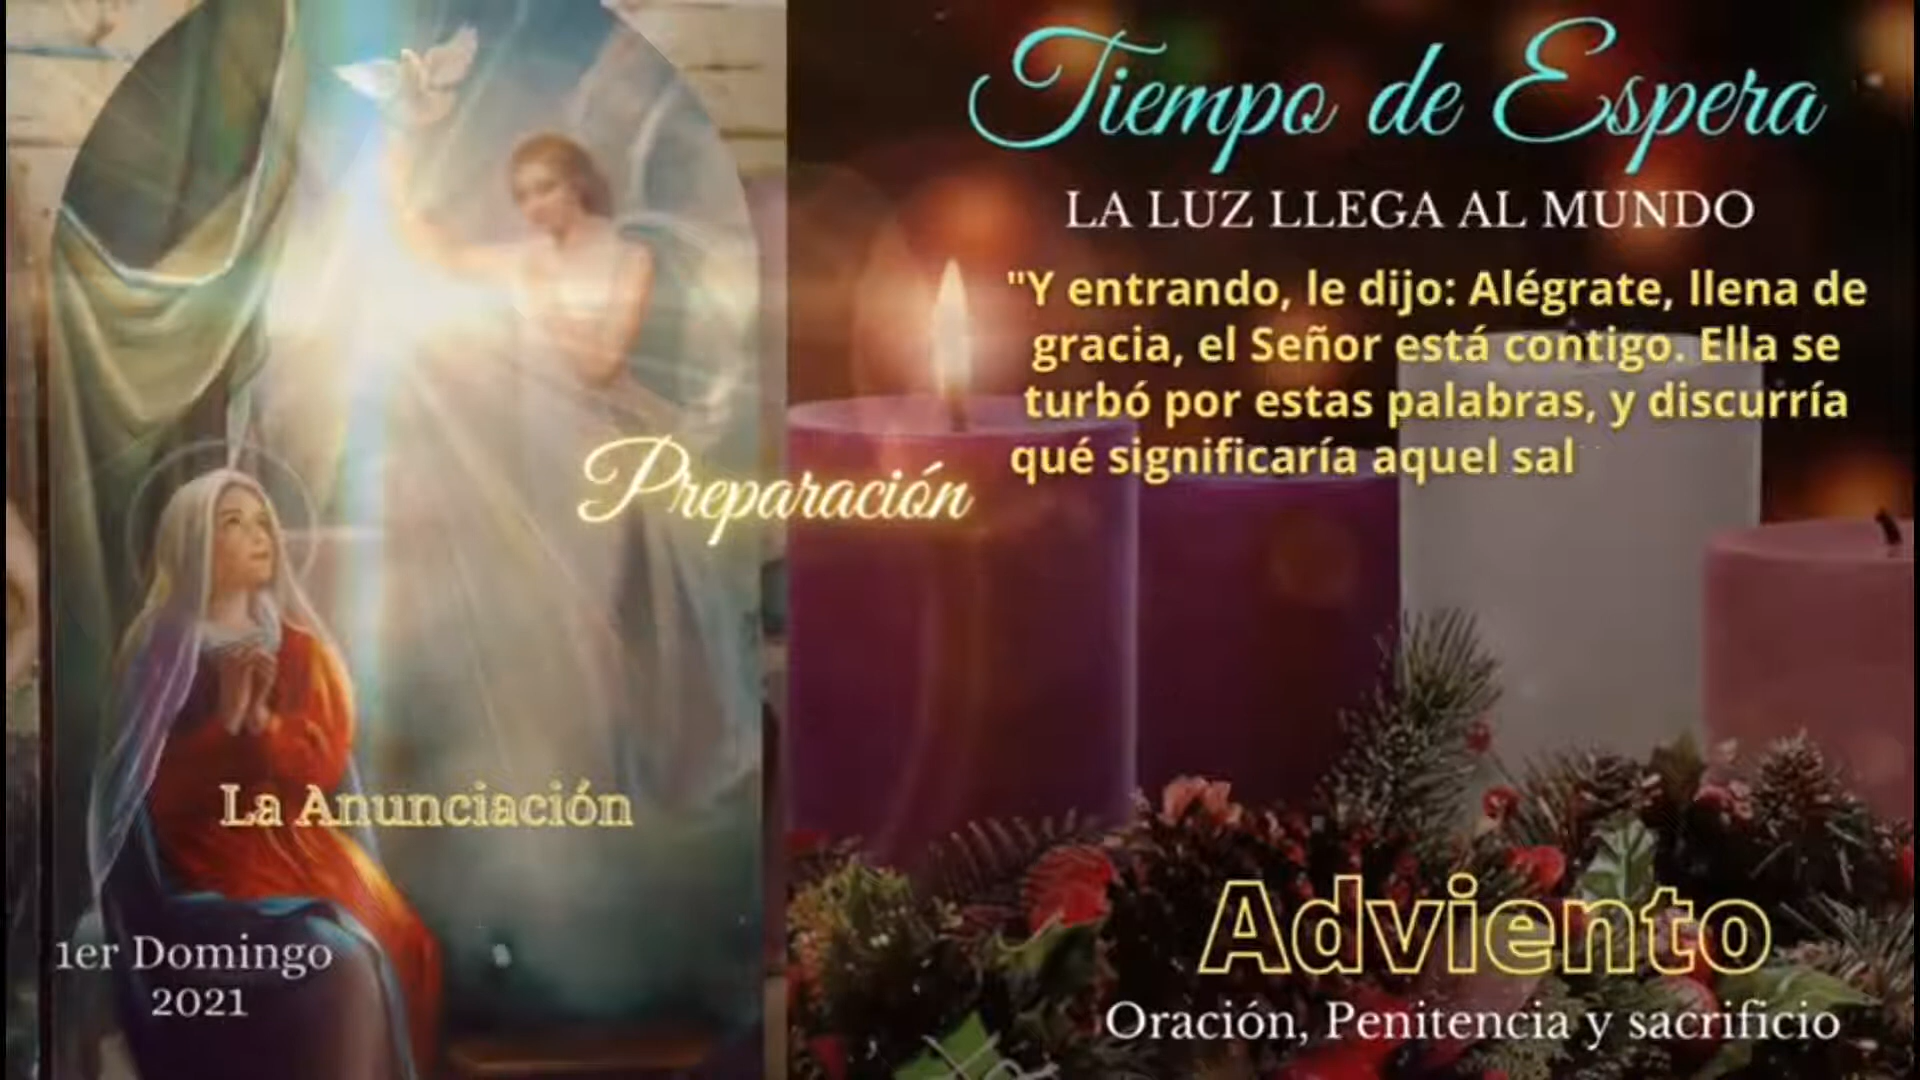 Tiempo de Espera
LA LUZ LLEGA AL MUNDO
"Y entrando, le dijo: Alégrate, llena de
gracia, el Señor está contigo. Ella se
turbó por estas palabras, y discurría
qué significaría aquel sal
Preparación
La Anunciación
1er Domingo
2021
Adviento
Oración, Penitencia y sacrificio